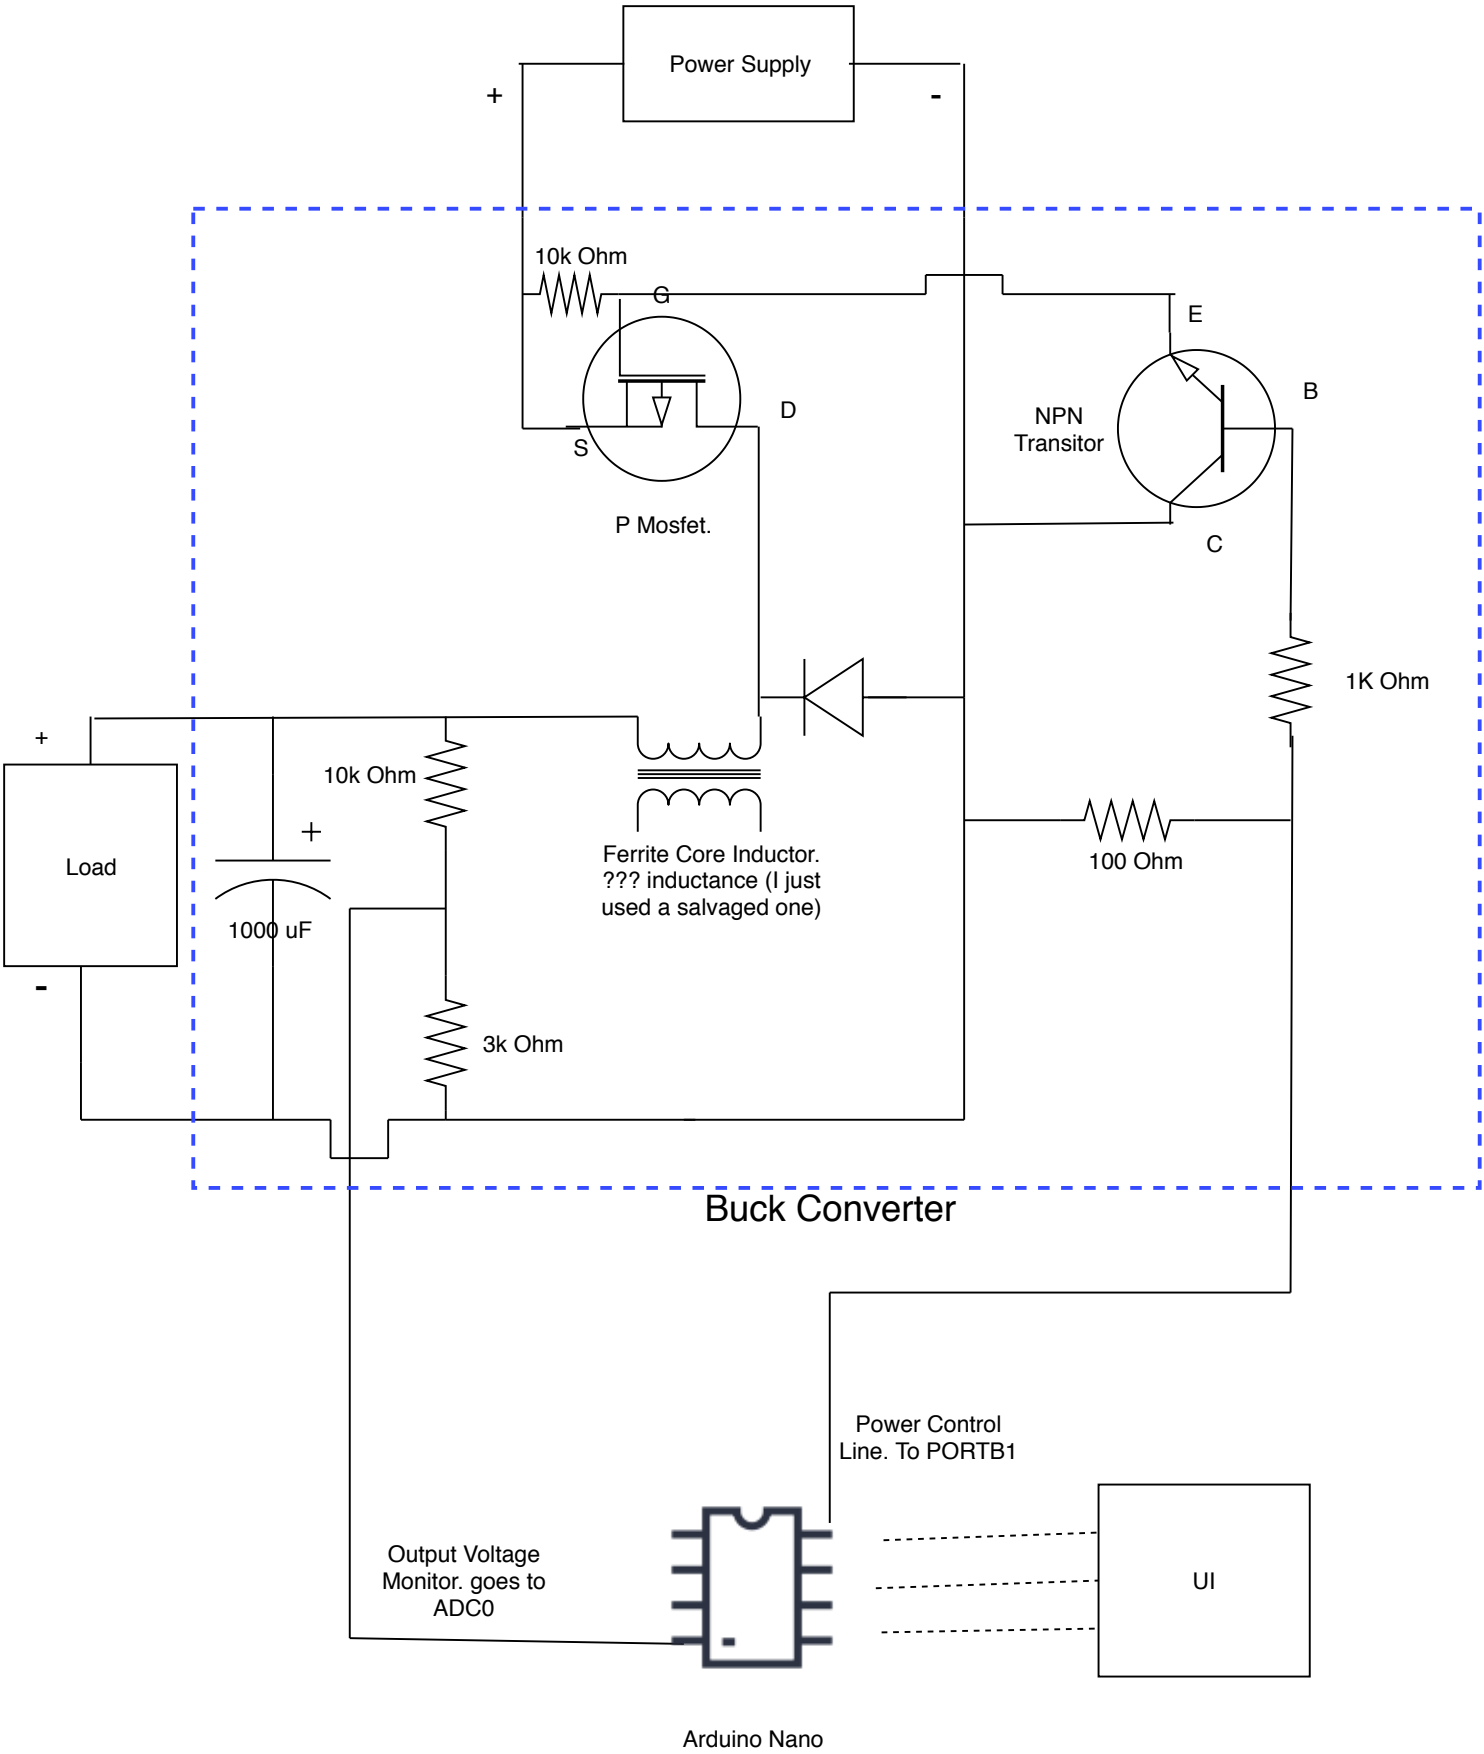 Power Supply
+
-
10k Ohm
G
E
B
D
NPN
Transitor
S
P Mosfet.
C
1K Ohm
+
10k Ohm
+
Load
Ferrite Core Inductor.
??? inductance (I just
used a salvaged one)
100 Ohm
1000 uF
-
3k Ohm
Buck Converter
Power Control
Line. To PORTB1
Output Voltage
Monitor. goes to
ADC0
UI
Arduino Nano